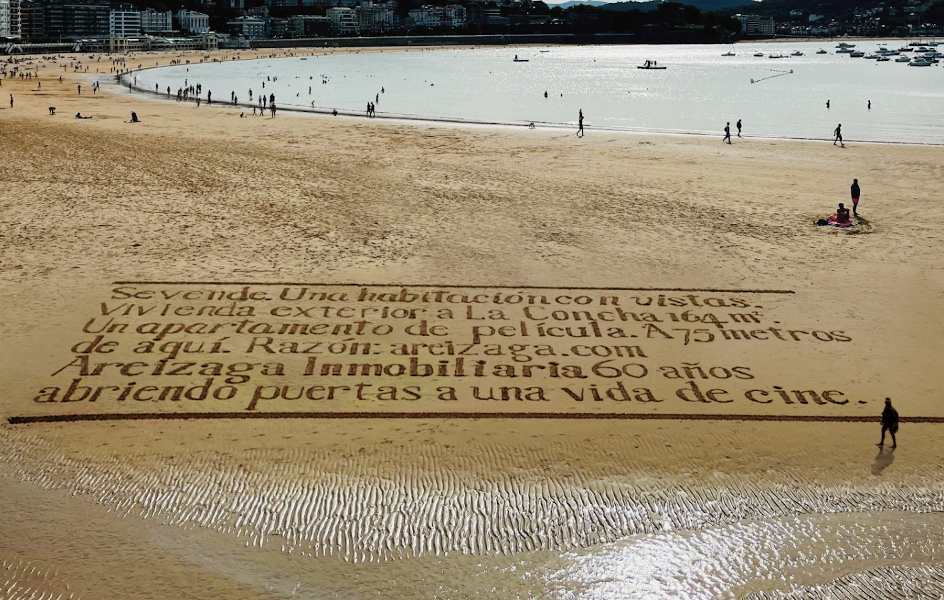 Se vende. Una habitación con vistas.
Vivienda exterior a La Concha 164 m².
Un apartamento de película. A 75 metros
de aquí. Razón: areizaga.com
Areizaga Inmobiliaria 60 años
abriendo puertas a una vida de cine.